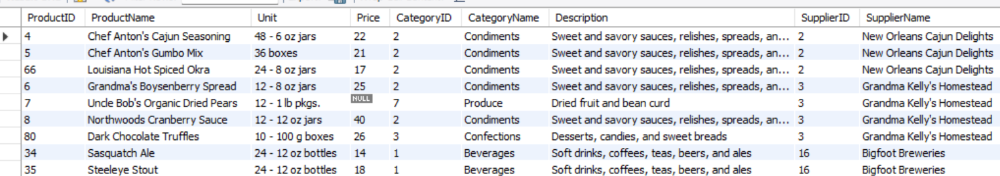 ProductID ProductName Unit Price CategoryID CategoryName Description SupplierID SupplierName
4 Chef Anton's Cajun Seasoning 48 - 6 oz jars 22 2 Condiments Sweet and savory sauces, relishes, spreads, an... 2 New Orleans Cajun Delights
5 Chef Anton's Gumbo Mix 36 boxes 21 2 Condiments Sweet and savory sauces, relishes, spreads, an... 2 New Orleans Cajun Delights
66 Louisiana Hot Spiced Okra 24 - 8 oz jars 17 2 Condiments Sweet and savory sauces, relishes, spreads, an... 2 New Orleans Cajun Delights
6 Grandma's Boysenberry Spread 12 - 8 oz jars 25 2 Condiments Sweet and savory sauces, relishes, spreads, an... 3 Grandma Kelly's Homestead
7 Uncle Bob's Organic Dried Pears 12 - 1 lb pkgs. NULL 7 Produce Dried fruit and bean curd 3 Grandma Kelly's Homestead
8 Northwoods Cranberry Sauce 12 - 12 oz jars 40 2 Condiments Sweet and savory sauces, relishes, spreads, an... 3 Grandma Kelly's Homestead
80 Dark Chocolate Truffles 10 - 100 g boxes 26 3 Confections Desserts, candies, and sweet breads 3 Grandma Kelly's Homestead
34 Sasquatch Ale 24 - 12 oz bottles 14 1 Beverages Soft drinks, coffees, teas, beers, and ales 16 Bigfoot Breweries
35 Steeleye Stout 24 - 12 oz bottles 18 1 Beverages Soft drinks, coffees, teas, beers, and ales 16 Bigfoot Breweries